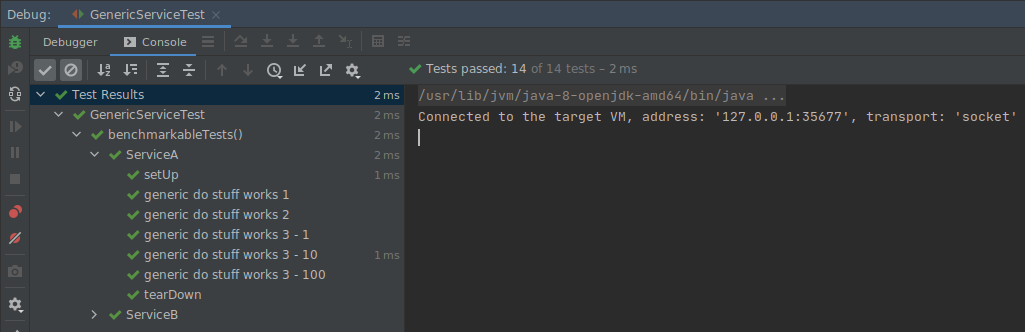 Debug: GenericServiceTest
Debugger Console
Tests passed: 14 of 14 tests – 2 ms
Test Results 2 ms
GenericServiceTest 2 ms
benchmarkableTests() 2 ms
ServiceA 2 ms
setUp 1 ms
generic do stuff works 1
generic do stuff works 2
generic do stuff works 3 - 1
generic do stuff works 3 - 10 1 ms
generic do stuff works 3 - 100
tearDown
ServiceB
/usr/lib/jvm/java-8-openjdk-amd64/bin/java ...
Connected to the target VM, address: '127.0.0.1:35677', transport: 'socket'